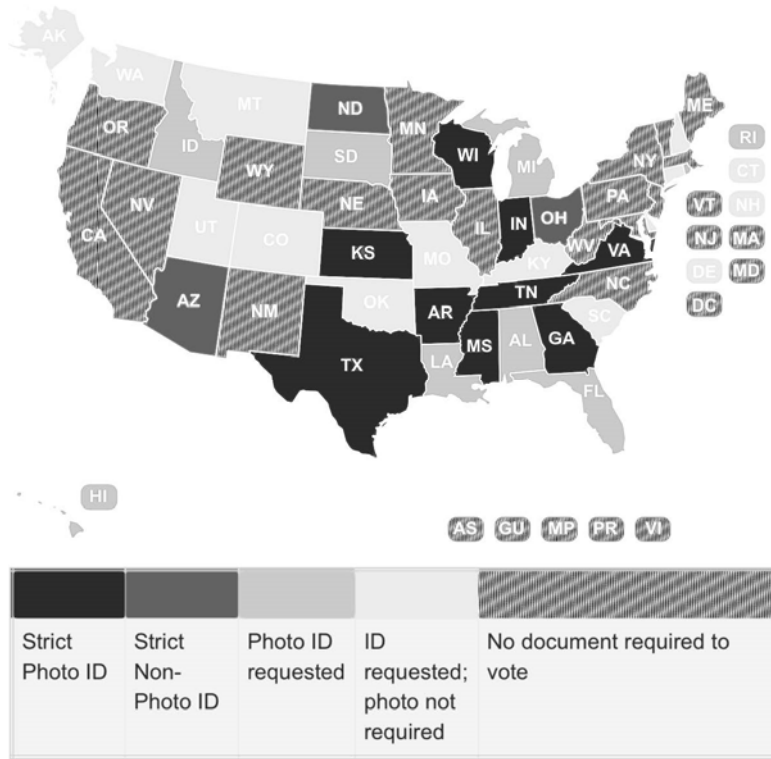 AK
WA
MT
ND
MN
ME
OR
ID
SD
WI
MI
NY
RI
WY
CT
NE
IA
PA
VT
NH
NV
IL
IN
OH
UT
CO
WV
NJ
MA
CA
KS
MO
KY
VA
DE
MD
AZ
NM
OK
AR
TN
NC
DC
SC
TX
LA
MS
AL
GA
FL
HI
AS
GU
MP
PR
VI
Strict
Photo ID
Strict
Non-
Photo ID
Photo ID
requested
ID
requested;
photo not
required
No document required to
vote